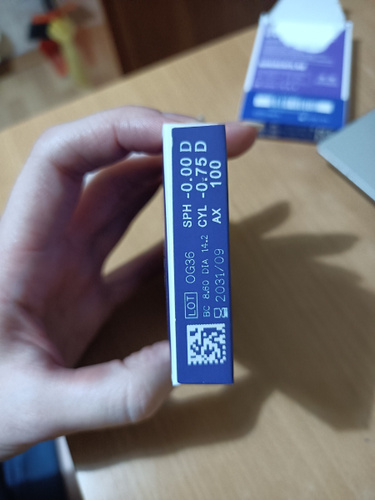 SPH -0.00 D
CYL -0.75 D
AX 100
LOT OG36
BC 8.60 DIA 14.2
2031/09